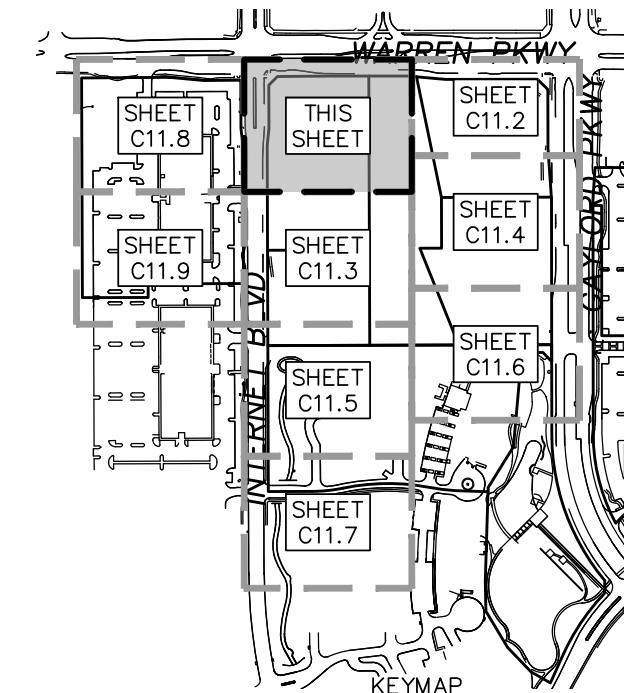 WARREN PKWY
SHEET
C11.8
THIS
SHEET
SHEET
C11.2
GAYLORD PKWY
SHEET
C11.9
SHEET
C11.3
SHEET
C11.4
INTERNET BLVD
SHEET
C11.5
SHEET
C11.6
SHEET
C11.7
KEYMAP